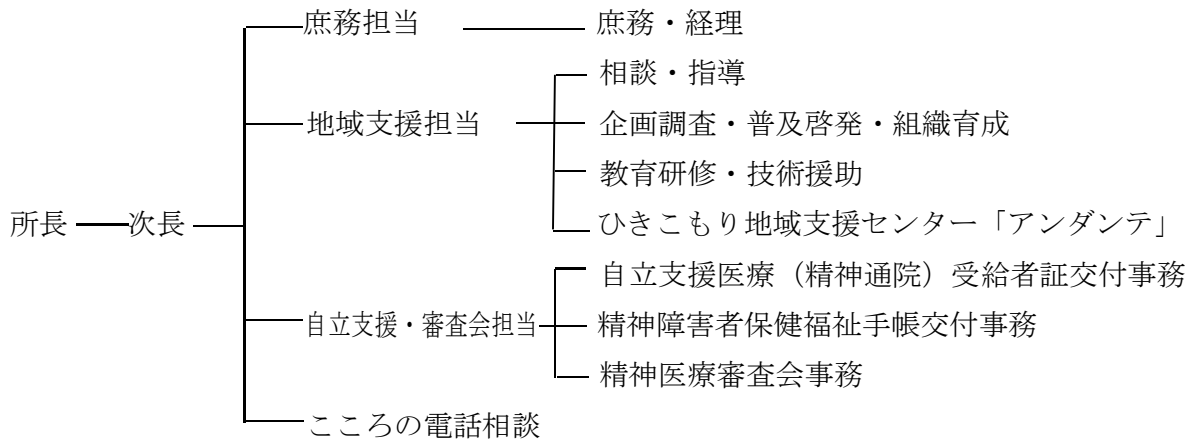 庶務担当 庶務・経理
相談・指導
地域支援担当 企画調査・普及啓発・組織育成
教育研修・技術援助
所長 次長 ひきこもり地域支援センター「アンダンテ」
自立支援医療（精神通院）受給者証交付事務
自立支援・審査会担当 精神障害者保健福祉手帳交付事務
精神医療審査会事務
こころの電話相談